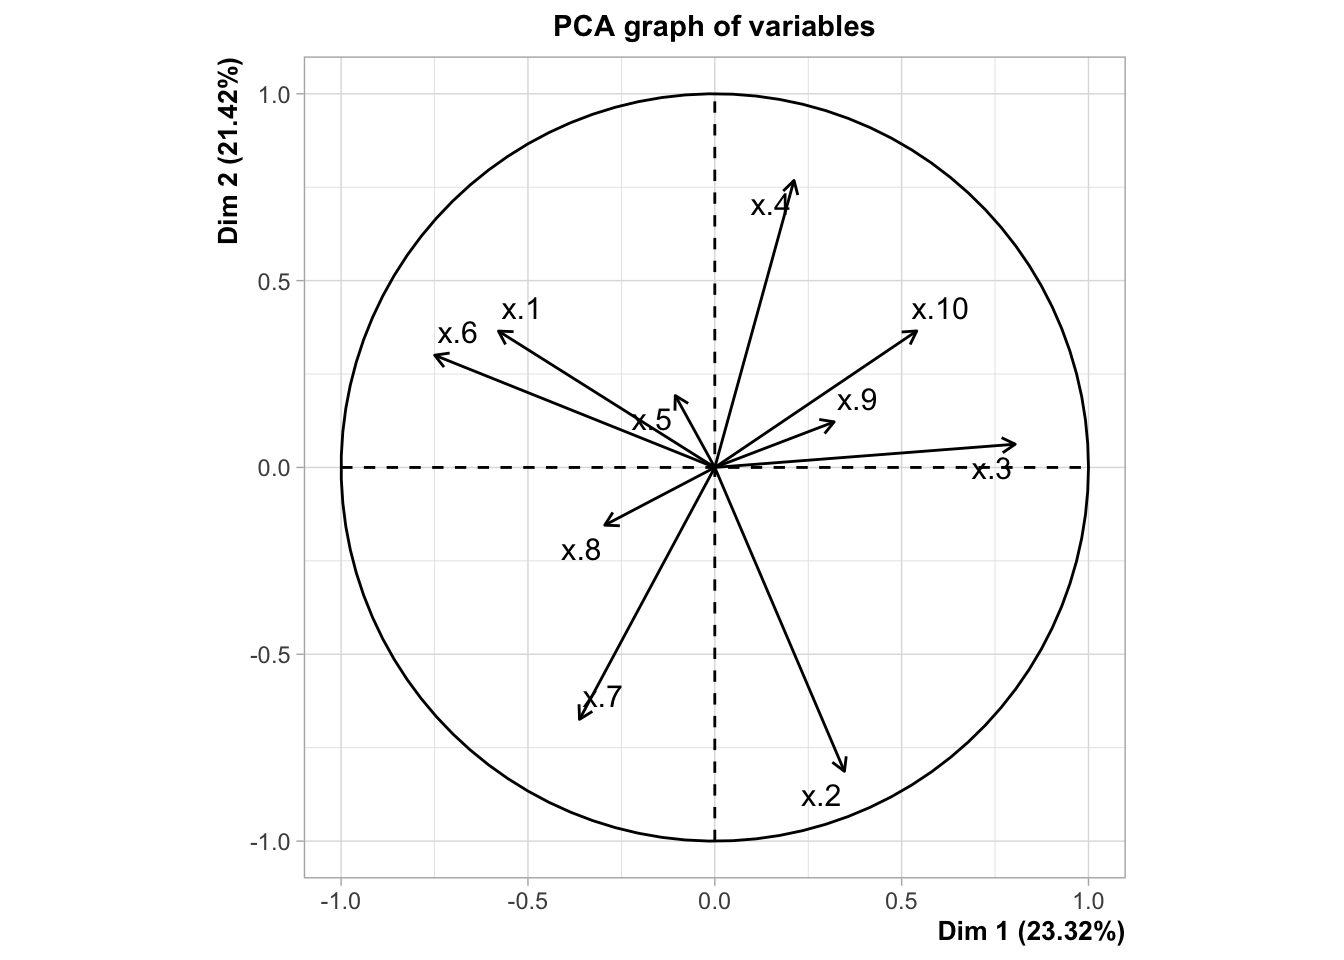 PCA graph of variables
Dim 2 (21.42%)
1.0
0.5
0.0
-0.5
-1.0
x.4
x.1
x.10
x.6
x.9
x.5
x.3
x.8
x.7
x.2
-1.0
-0.5
0.0
0.5
1.0
Dim 1 (23.32%)